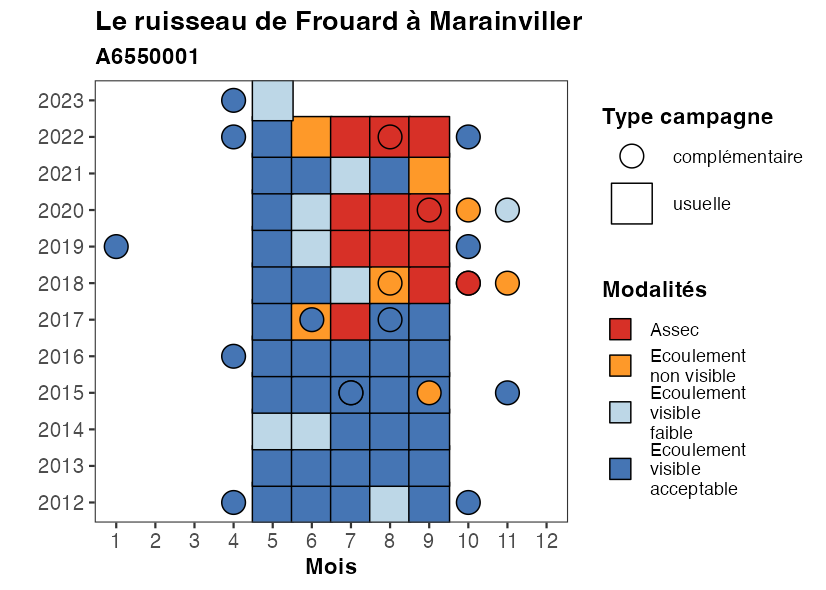 Le ruisseau de Frouard à Marainviller
A6550001
2023
2022
2021
2020
2019
2018
2017
2016
2015
2014
2013
2012
1 2 3 4 5 6 7 8 9 10 11 12
Mois
Type campagne
complémentaire
usuelle
Modalités
Assec
Ecoulement
non visible
Ecoulement
visible
faible
Ecoulement
visible
acceptable